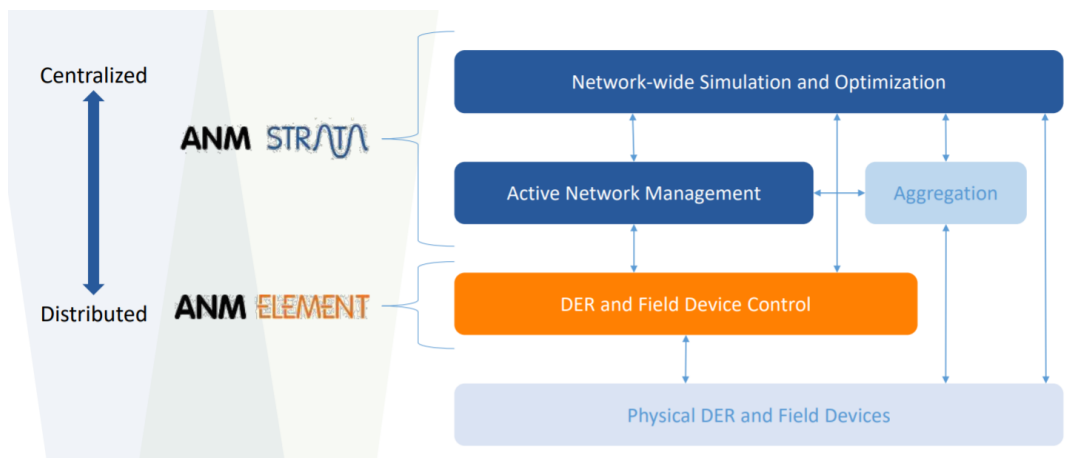 Centralized
Distributed
ANM STRATA
ANM ELEMENT
Network-wide Simulation and Optimization
Active Network Management
Aggregation
DER and Field Device Control
Physical DER and Field Devices